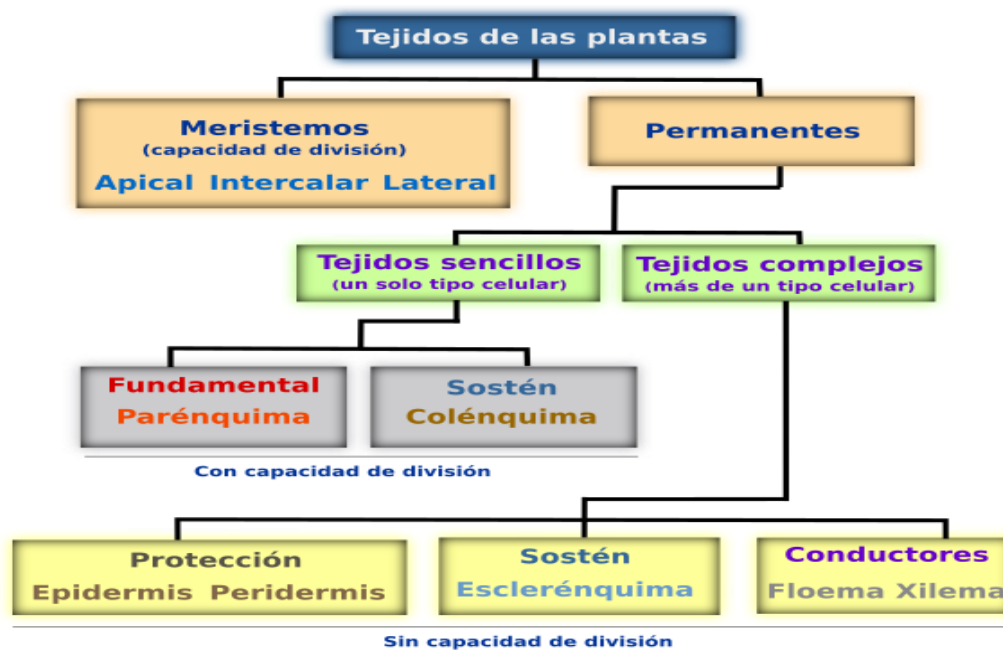 Tejidos de las plantas
Meristemos
(capacidad de división)
Apical Intercalar Lateral
Permanentes
Tejidos sencillos
(un solo tipo celular)
Tejidos complejos
(más de un tipo celular)
Fundamental
Parénquima
Sostén
Colénquima
Con capacidad de división
Protección
Epidermis Peridermis
Sostén
Esclerénquima
Conductores
Floema Xilema
Sin capacidad de división